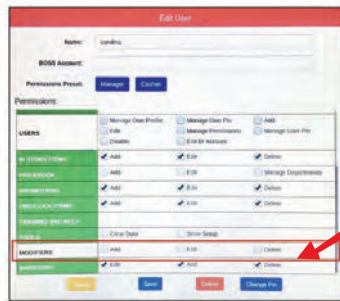 Edit User
Name: carolina
BOSS Account:
Permissions Preset: Manager Cashier
Permissions:
USERS
Manage Own Profile Manage Own Pin Add
Edit Manage Permissions Manage User Pin
Disable Edit BI Account
Add Edit Delete
Add Edit Manage Departments
Add Edit Delete
Add Edit Delete
Clear Data Store Setup
MODIFIERS Add Edit Delete
Edit Add Delete
Save Delete Change Pin